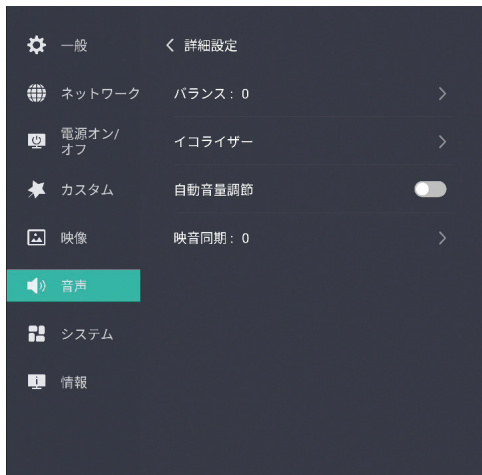 一般
ネットワーク
電源オン/
オフ
カスタム
映像
音声
システム
情報
詳細設定
バランス: 0
イコライザー
自動音量調節
映音同期: 0